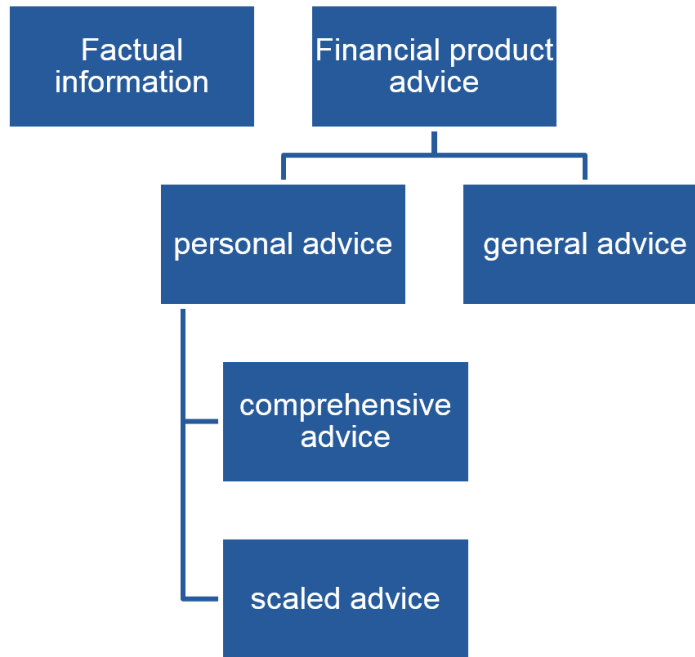 Factual
information
Financial product
advice
personal advice
general advice
comprehensive
advice
scaled advice